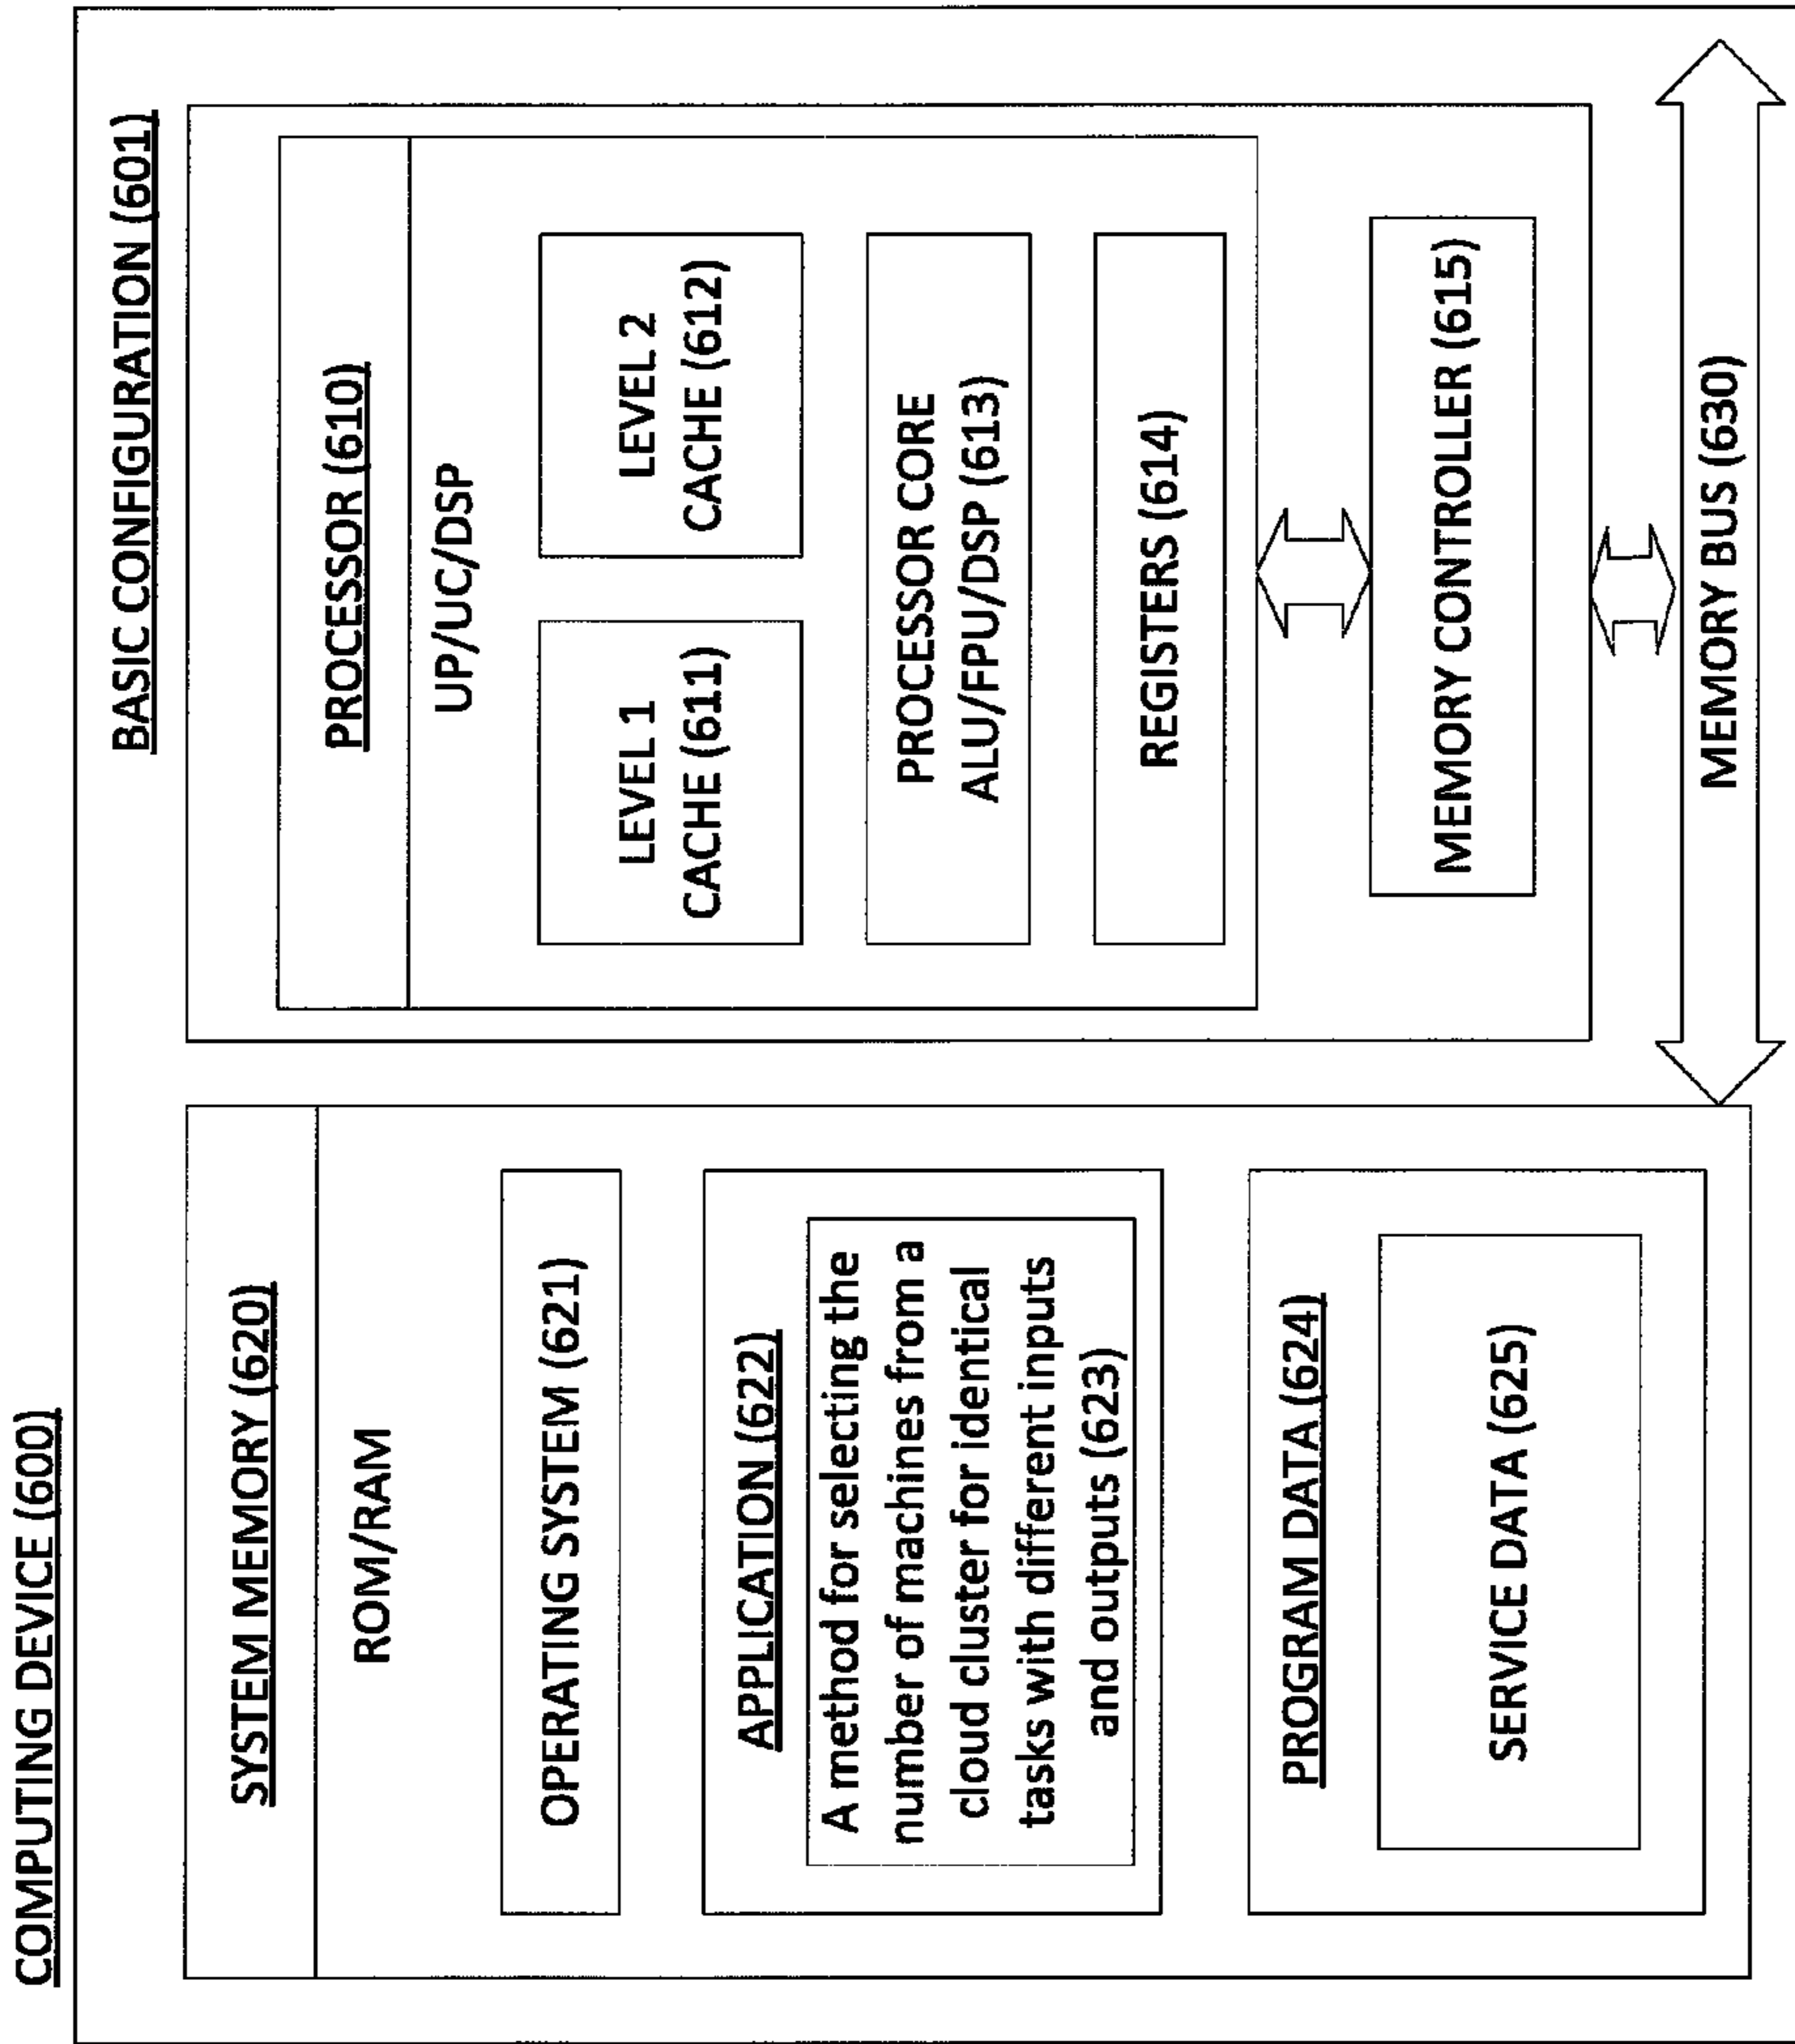 COMPUTING DEVICE (600)
SYSTEM MEMORY (620)
ROM/RAM
OPERATING SYSTEM (621)
APPLICATION (622)
A method for selecting the
number of machines from a
cloud cluster for identical
tasks with different inputs
and outputs (623)
PROGRAM DATA (624)
SERVICE DATA (625)
BASIC CONFIGURATION (601)
PROCESSOR (610)
UP/UC/DSP
LEVEL 1
CACHE (611)
LEVEL 2
CACHE (612)
PROCESSOR CORE
ALU/FPU/DSP (613)
REGISTERS (614)
MEMORY CONTROLLER (615)
MEMORY BUS (630)